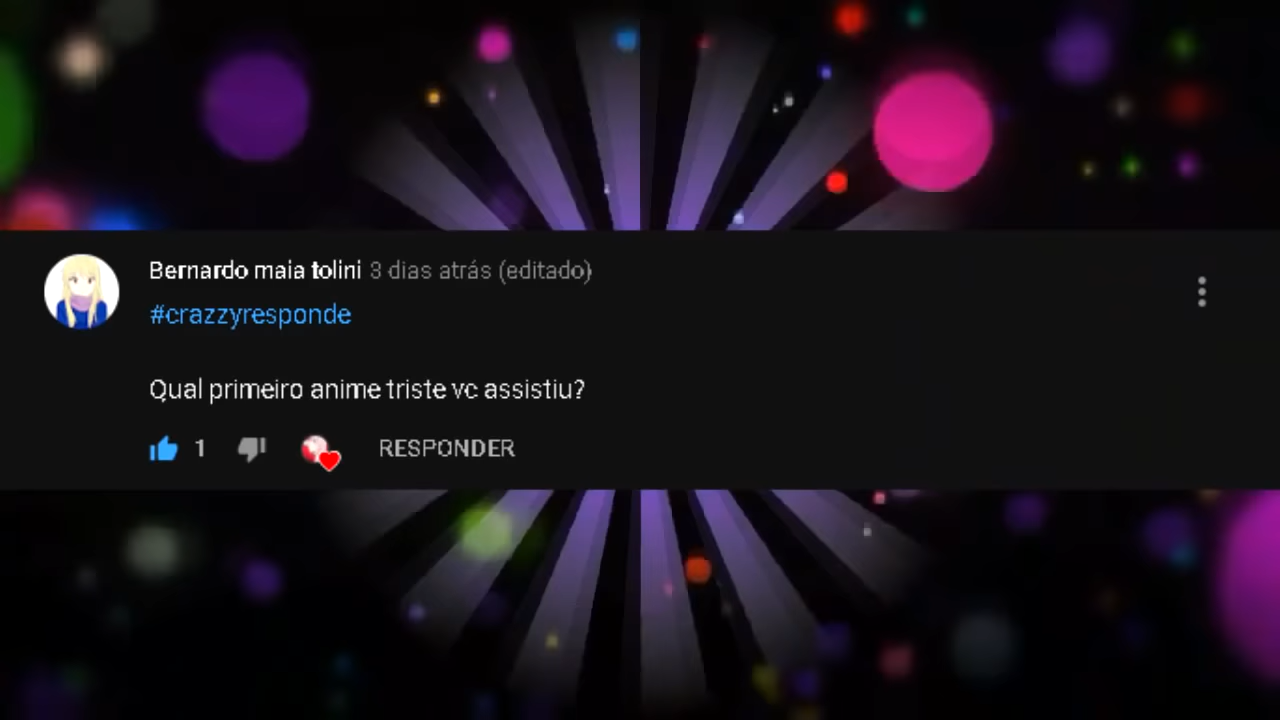 Bernardo maia tolini 3 dias atrás (editado)
#crazzyresponde
Qual primeiro anime triste vc assistiu?
1 RESPONDER